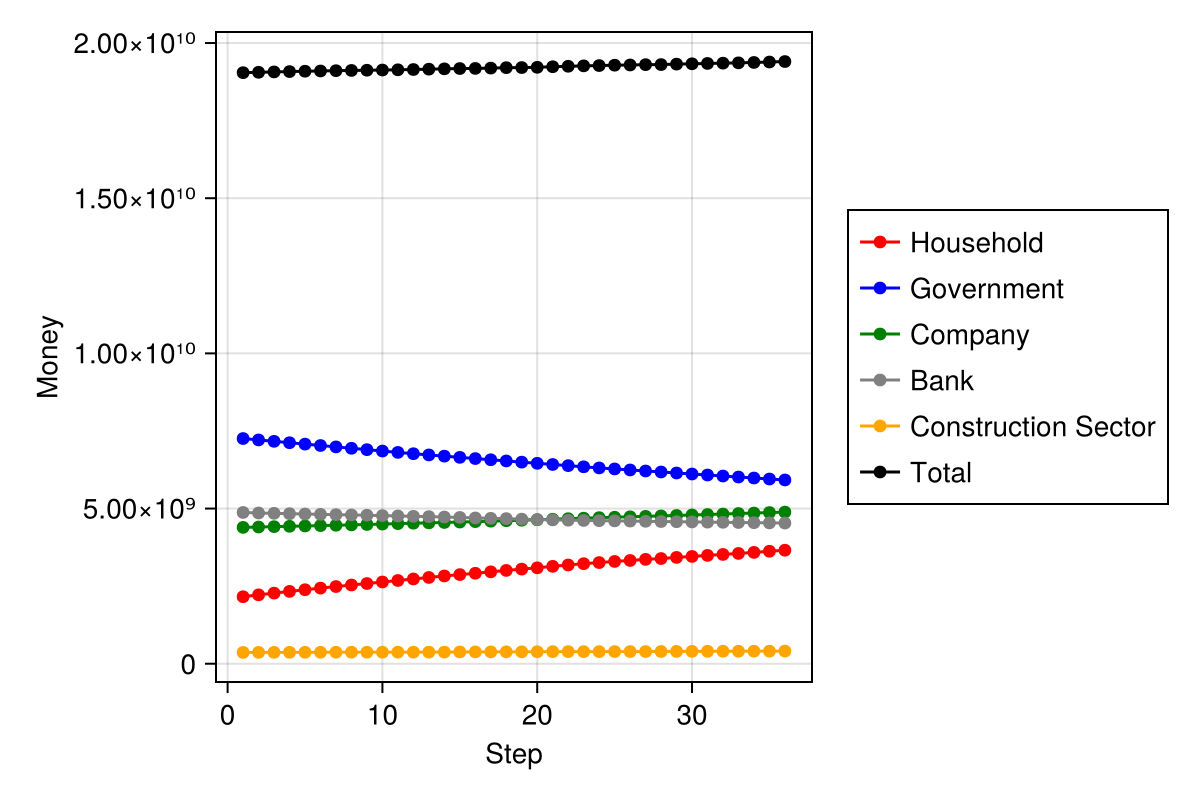 2.00×10¹⁰
1.50×10¹⁰
1.00×10¹⁰
5.00×10⁹
0
Money
0 10 20 30
Step
Household
Government
Company
Bank
Construction Sector
Total